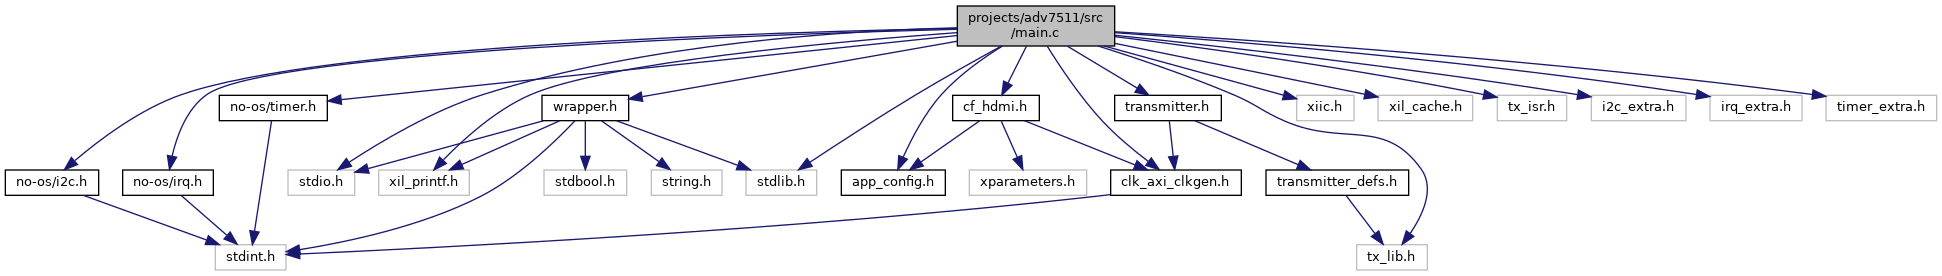 projects/adv7511/src
/main.c
no-os/timer.h
wrapper.h
cf_hdmi.h
transmitter.h
xiic.h
xil_cache.h
tx_isr.h
i2c_extra.h
irq_extra.h
timer_extra.h
no-os/i2c.h
no-os/irq.h
stdio.h
xil_printf.h
stdbool.h
string.h
stdlib.h
app_config.h
xparameters.h
clk_axi_clkgen.h
transmitter_defs.h
stdint.h
tx_lib.h